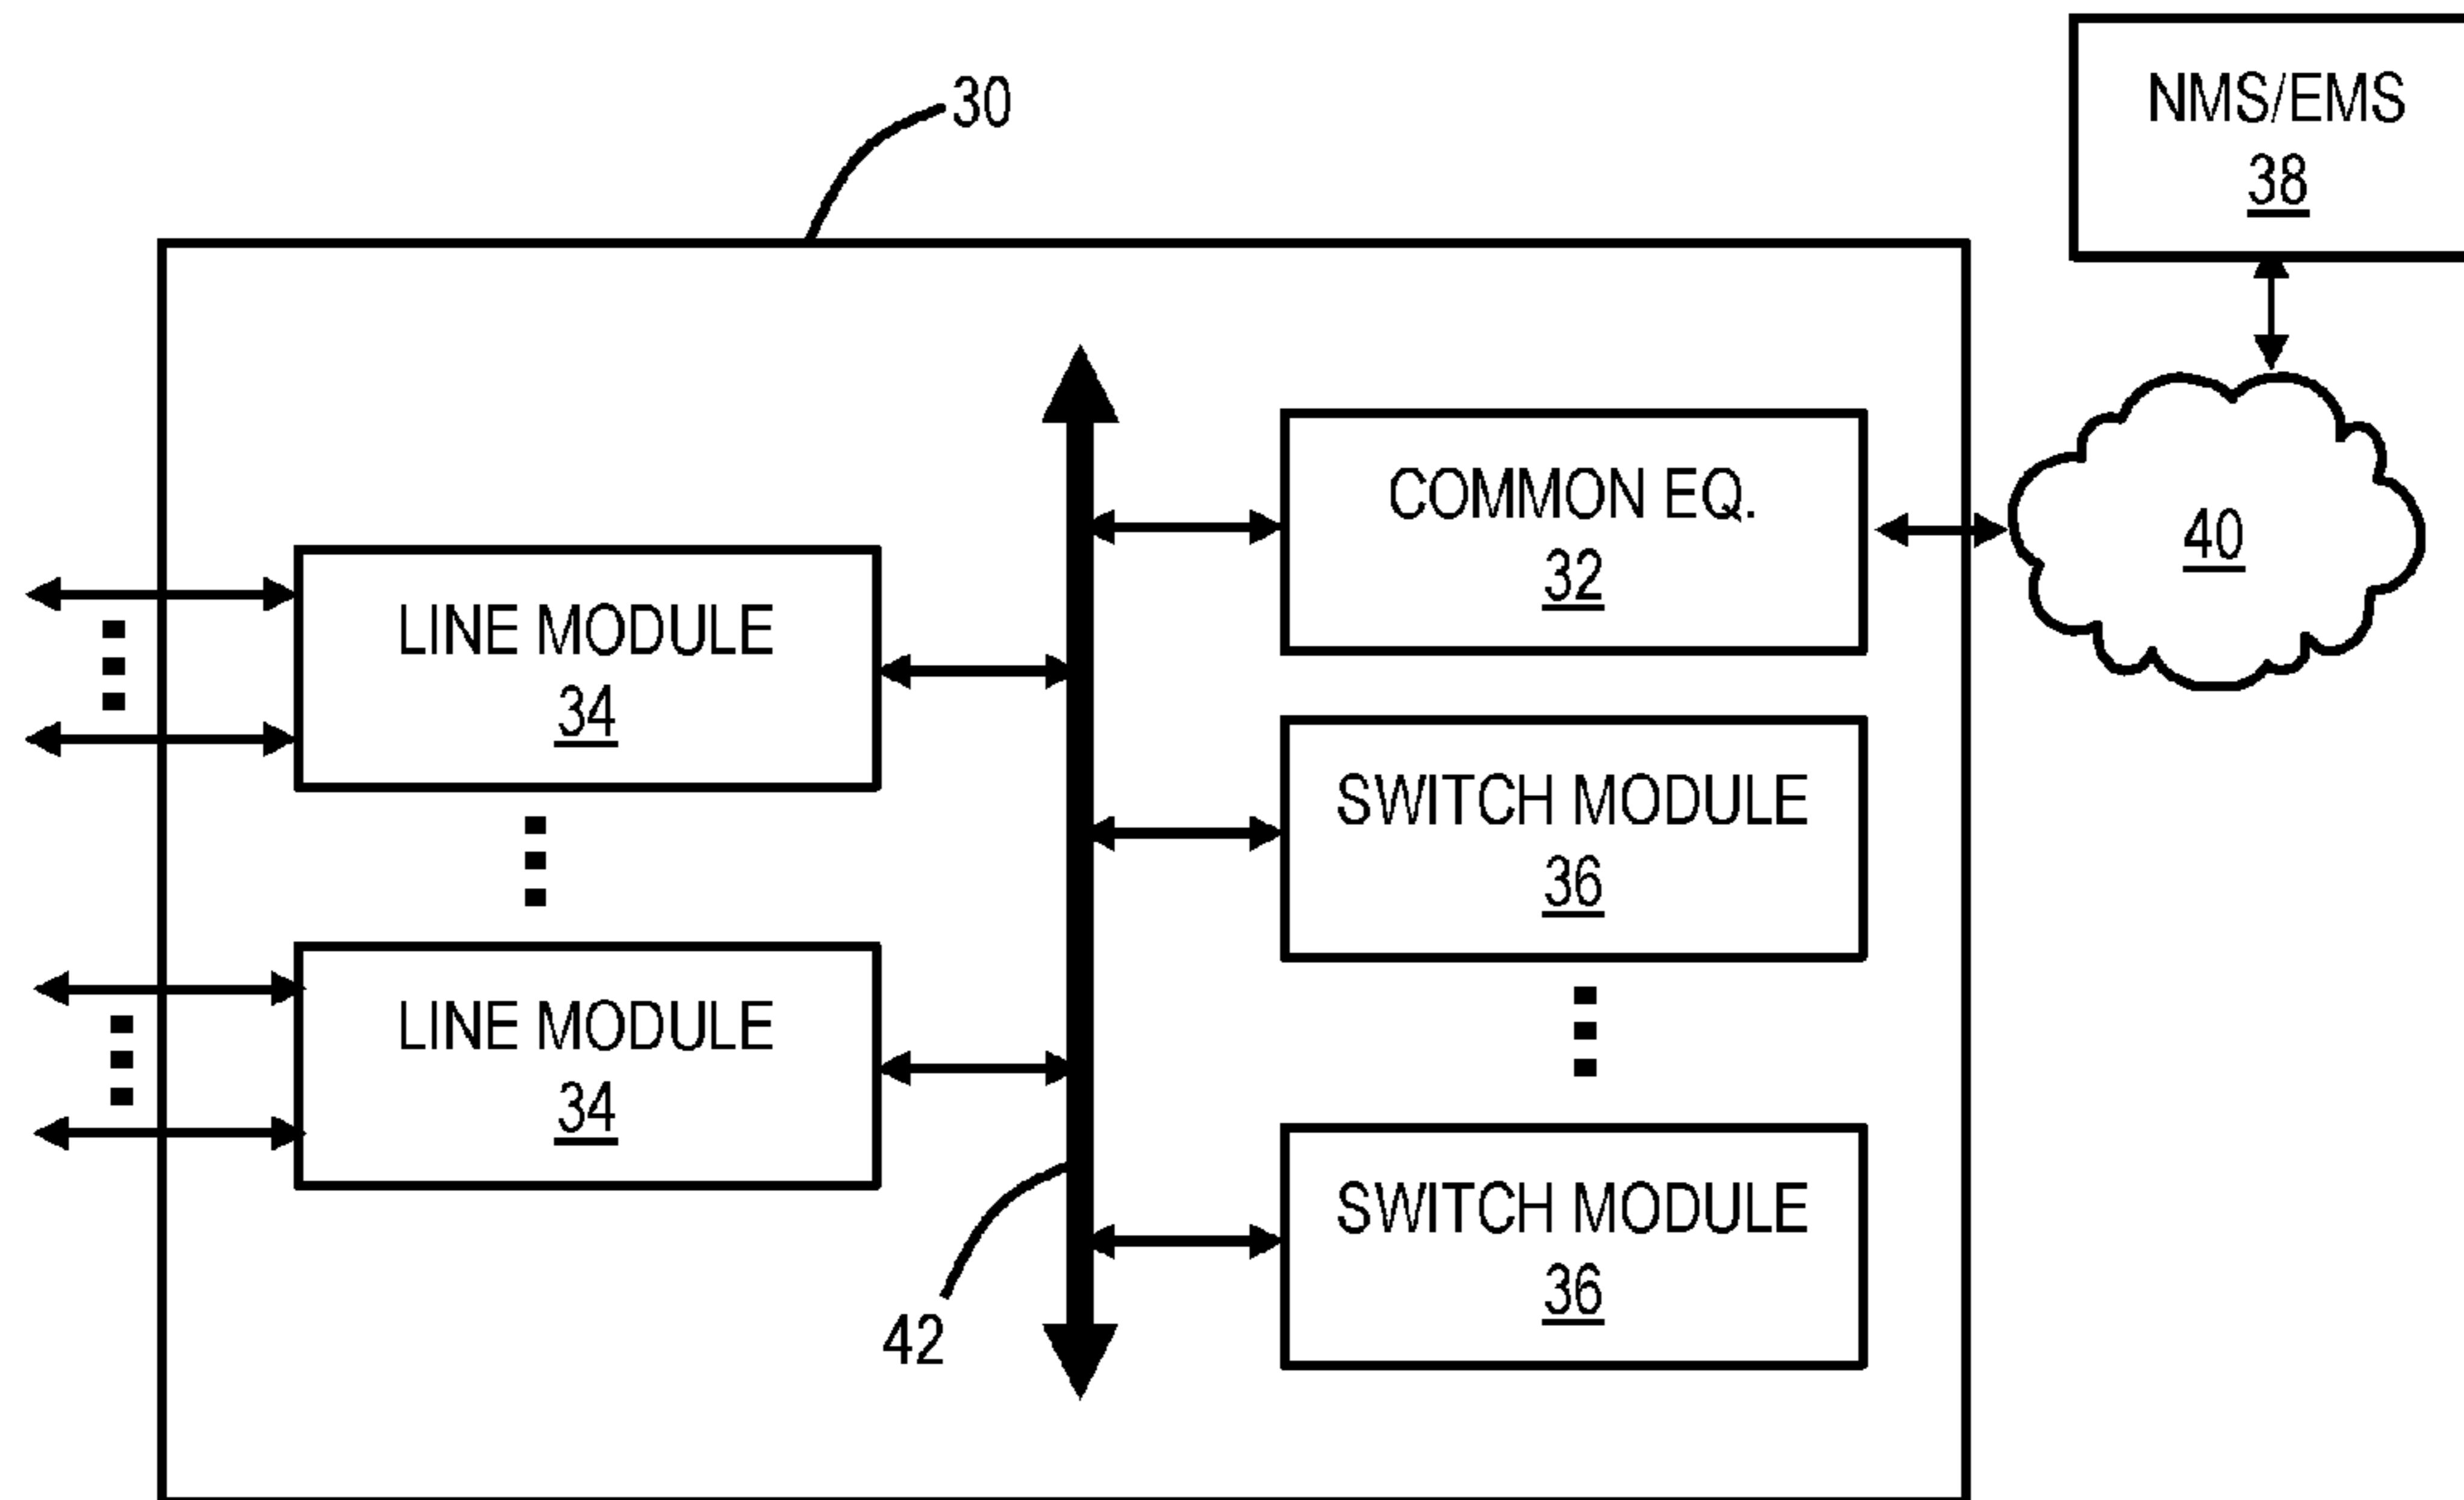 30
NMS/EMS
38
COMMON EQ.
32
40
LINE MODULE
34
SWITCH MODULE
36
LINE MODULE
34
SWITCH MODULE
36
42